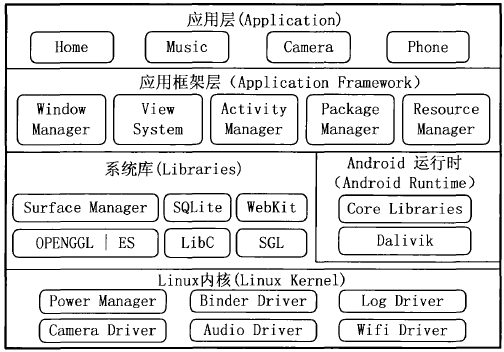 应用层(Application)
Home Music Camera Phone
应用框架层 (Application Framework)
Window Manager View System Activity Manager Package Manager Resource Manager
系统库(Libraries)
Surface Manager SQLite WebKit
OPENGGL | ES LibC SGL
Android 运行时
(Android Runtime)
Core Libraries
Dalivik
Linux内核(Linux Kernel)
Power Manager Binder Driver Log Driver
Camera Driver Audio Driver Wifi Driver